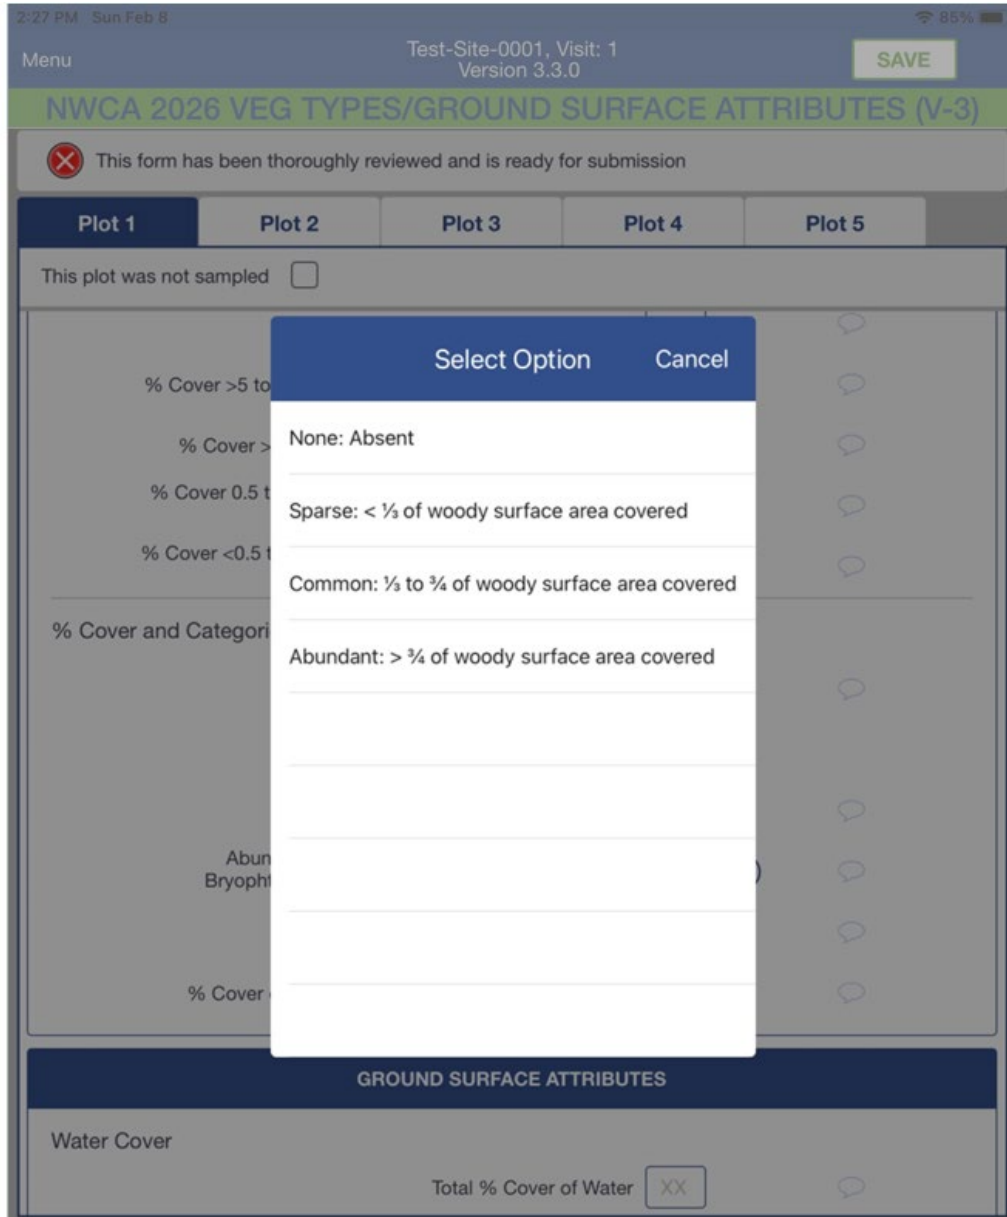 2:27 PM Sun Feb 8
85%
Menu
Test-Site-0001, Visit: 1
Version 3.3.0
SAVE
NWCA 2026 VEG TYPES/GROUND SURFACE ATTRIBUTES (V-3)
This form has been thoroughly reviewed and is ready for submission
Plot 1
Plot 2
Plot 3
Plot 4
Plot 5
This plot was not sampled
Select Option
Cancel
% Cover >5 to
% Cover >
% Cover 0.5 t
% Cover <0.5 t
% Cover and Categori
Abun
Bryopht
% Cover
None: Absent
Sparse: < ⅓ of woody surface area covered
Common: ⅓ to ¾ of woody surface area covered
Abundant: > ¾ of woody surface area covered
GROUND SURFACE ATTRIBUTES
Water Cover
Total % Cover of Water
XX